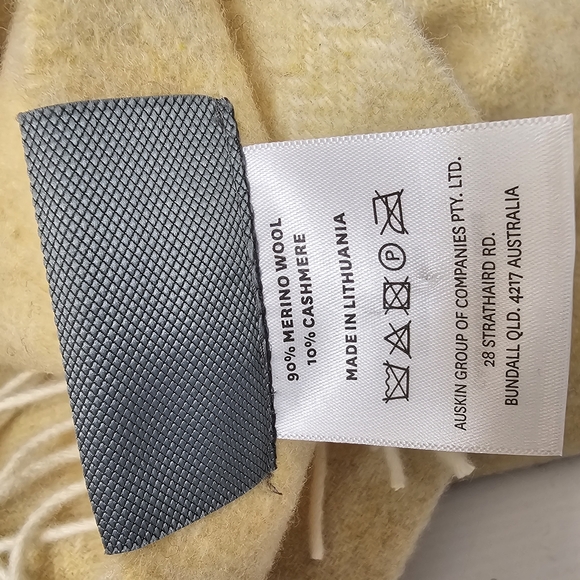 90% MERINO WOOL
10% CASHMERE
MADE IN LITHUANIA
P
AUSKIN GROUP OF COMPANIES PTY. LTD.
28 STRATHAIRD RD.
BUNDALL QLD. 4217 AUSTRALIA